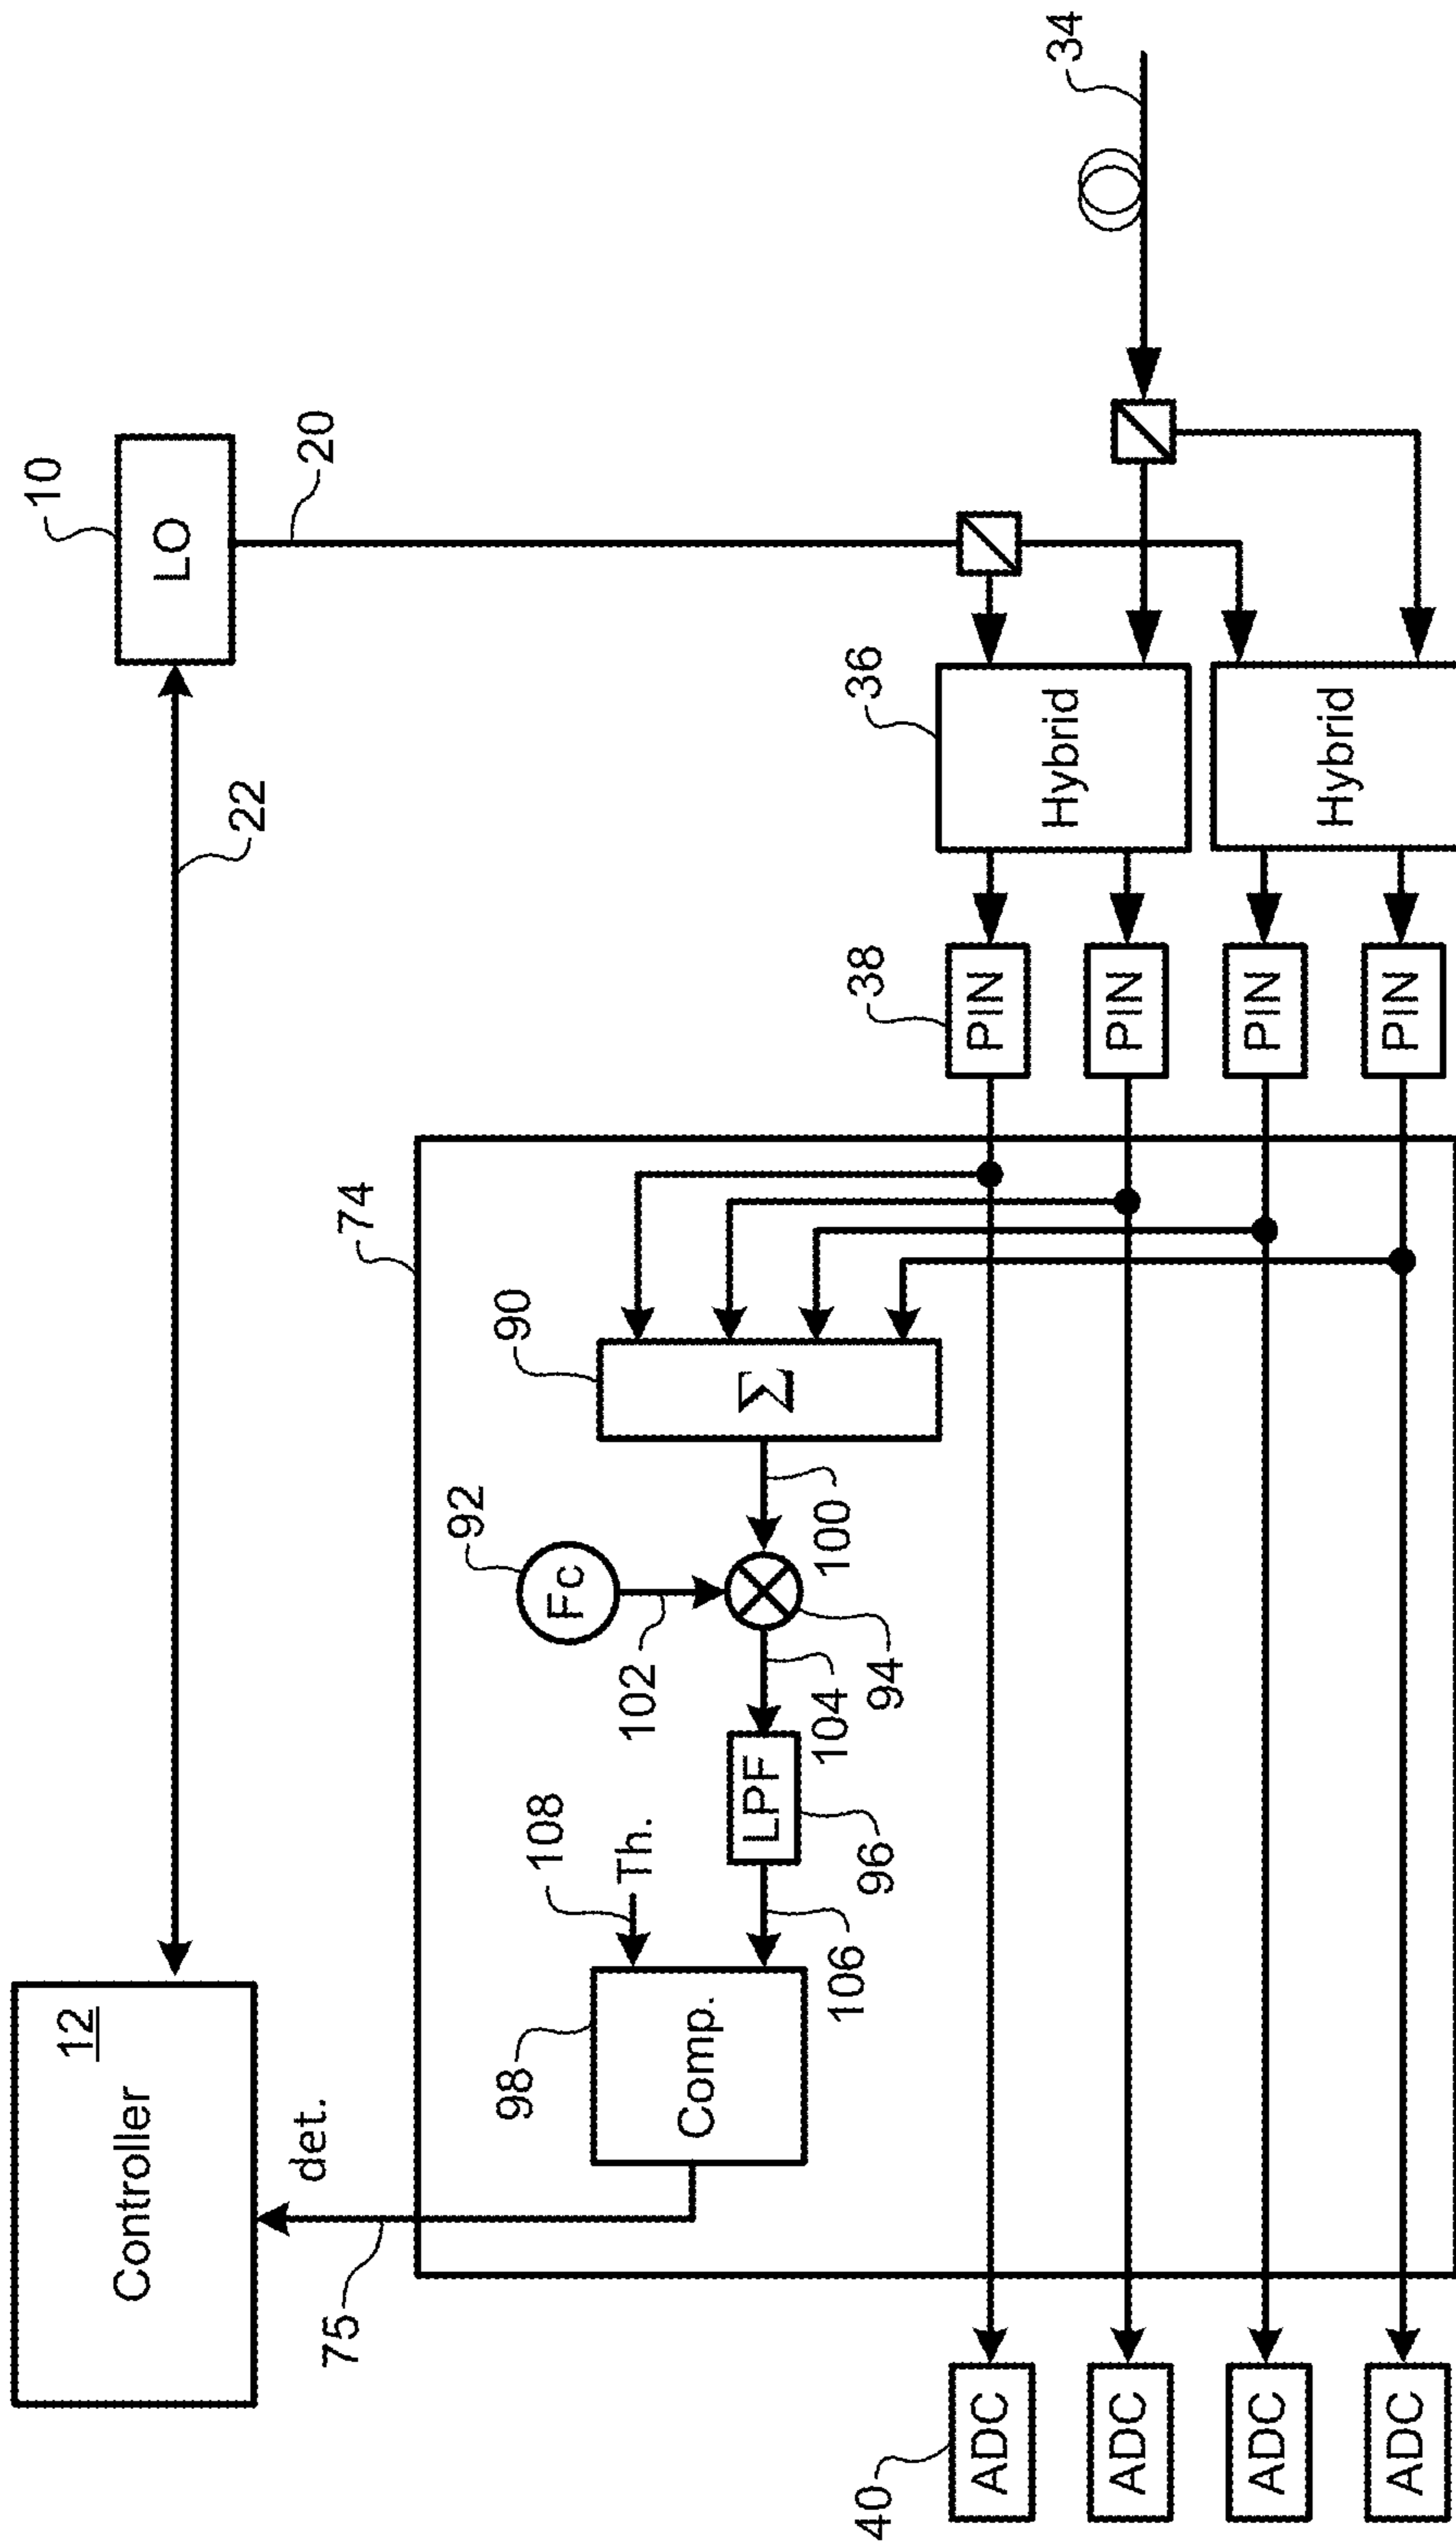 12
Controller
22
10
LO
det.
75
74
20
34
98
Comp.
108
Th.
92
Fc
102
90
Σ
106
96
LPF
104
94
100
36
Hybrid
Hybrid
38
PIN
PIN
PIN
PIN
40
ADC
ADC
ADC
ADC